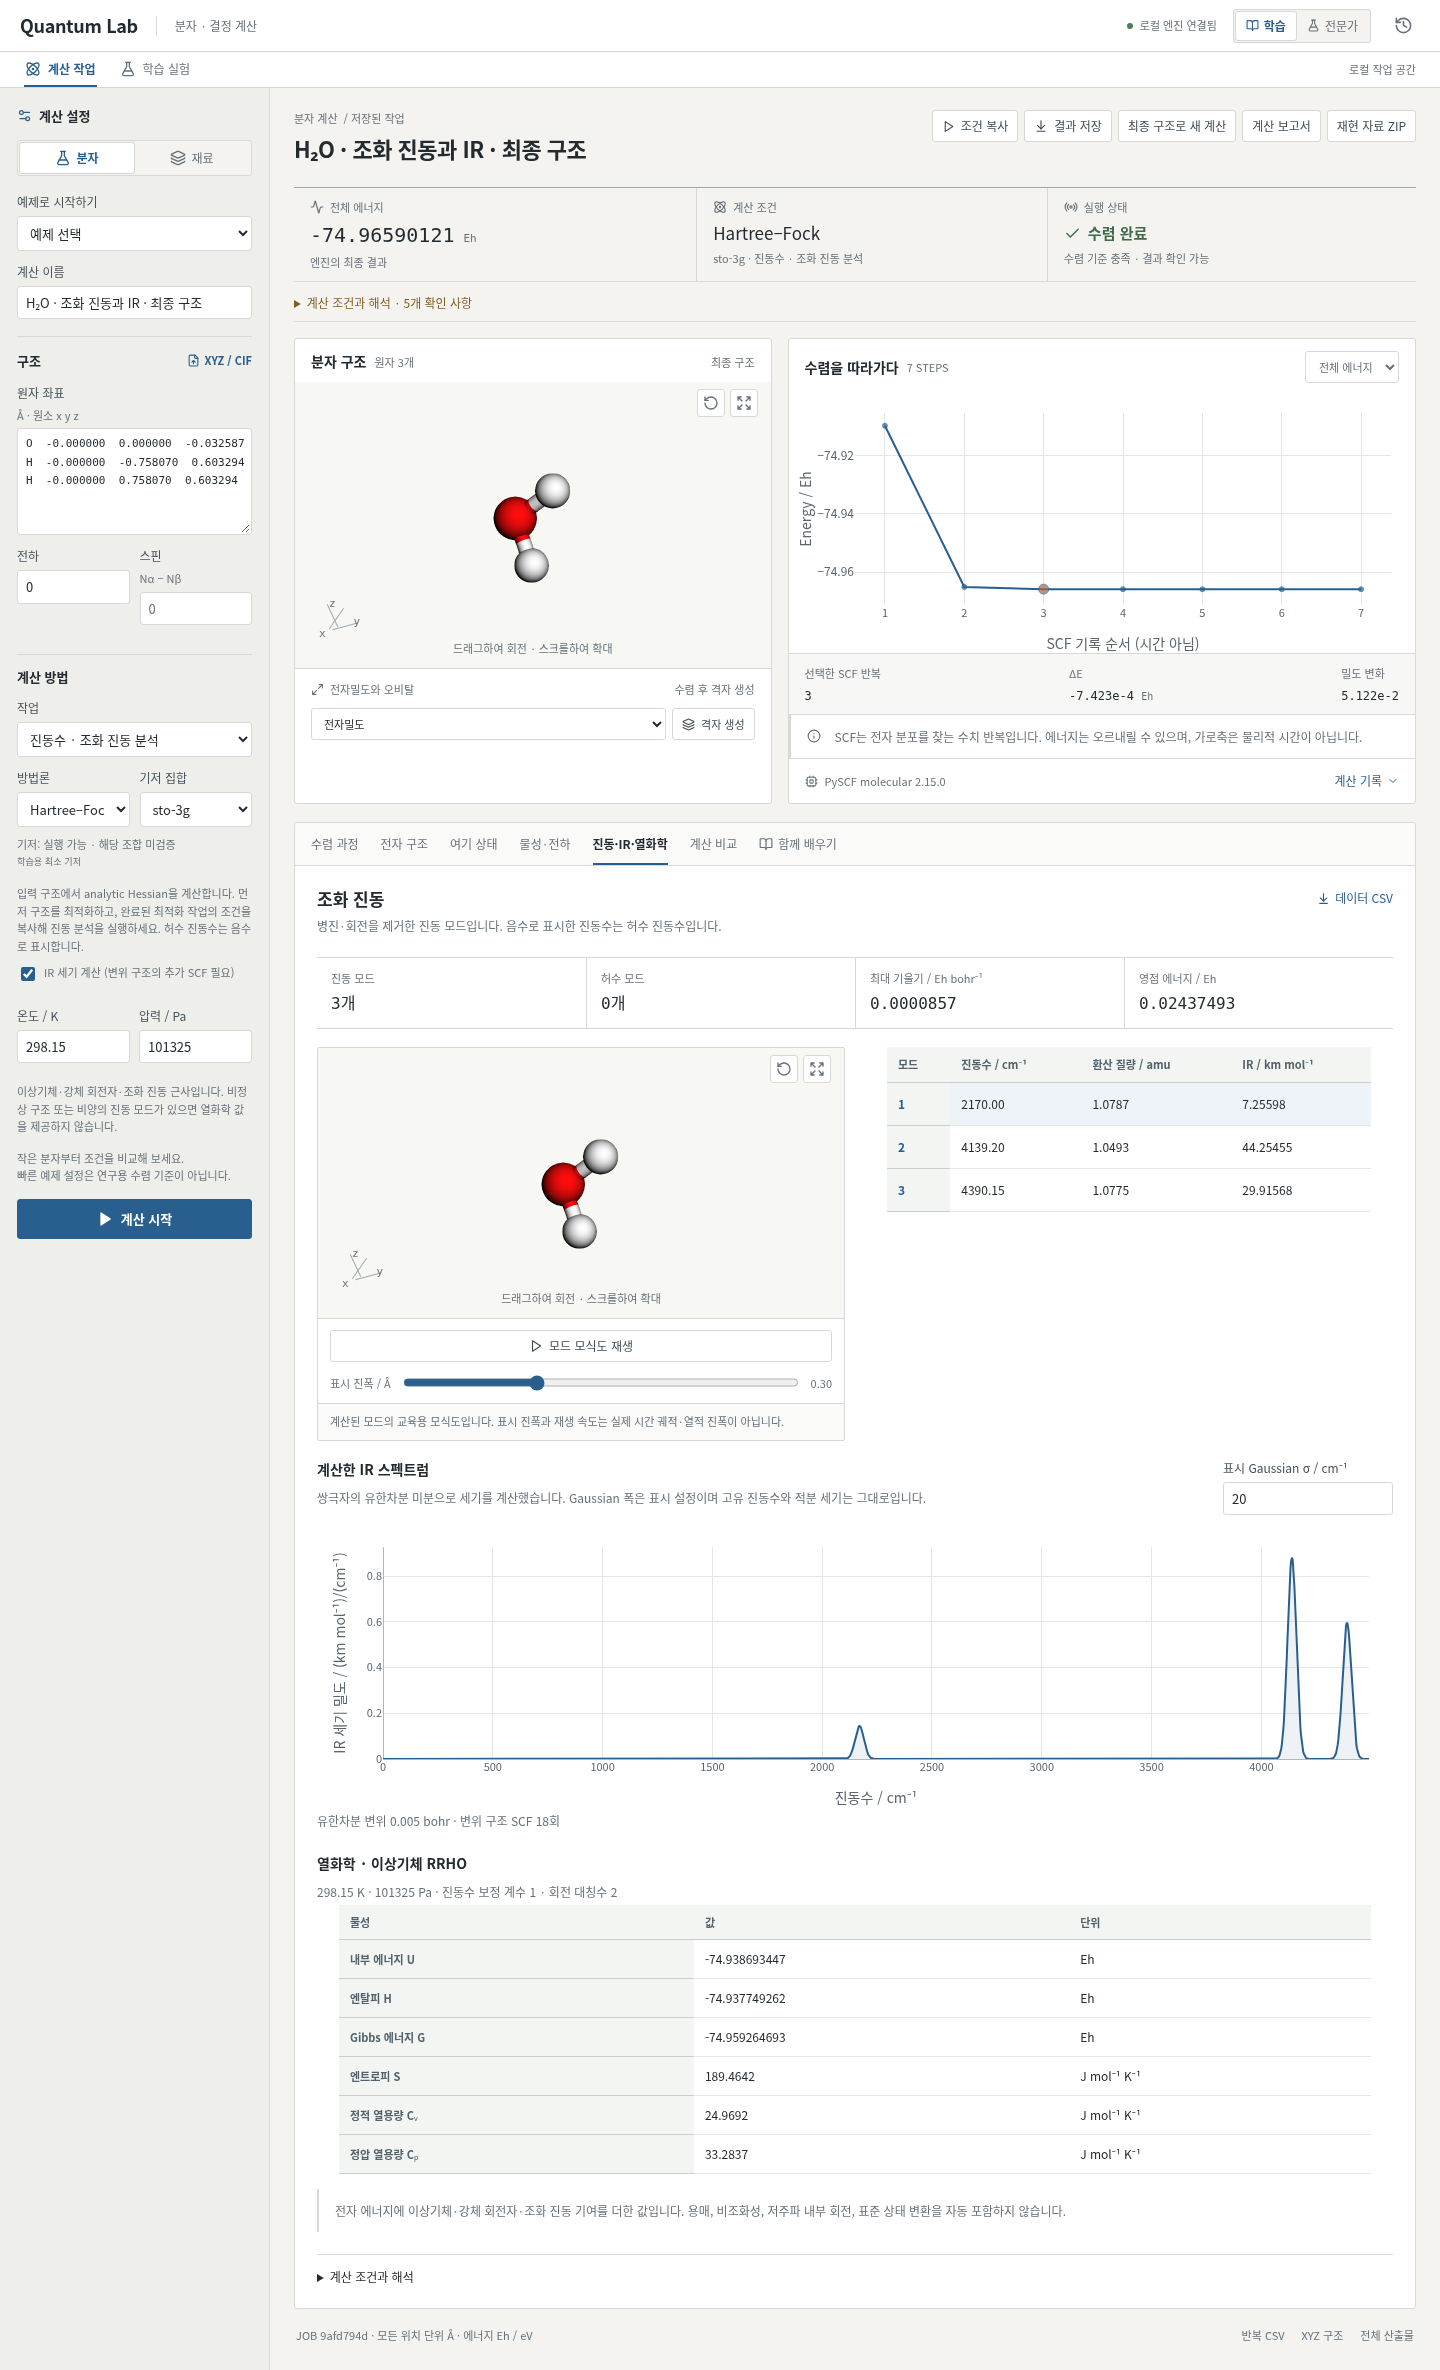 Quantum Lab
분자 · 결정 계산
로컬 엔진 연결됨
학습
전문가
계산 작업
학습 실험
로컬 작업 공간
계산 설정
분자
재료
예제로 시작하기
예제 선택
계산 이름
H₂O · 조화 진동과 IR · 최종 구조
구조
XYZ / CIF
원자 좌표
Å · 원소 x y z
O -0.000000 0.000000 -0.032587
H -0.000000 -0.758070 0.603294
H -0.000000 0.758070 0.603294
전하
스핀
Nα − Nβ
0
0
계산 방법
작업
진동수 · 조화 진동 분석
방법론
기저 집합
Hartree−Foc
sto-3g
기저: 실행 가능 · 해당 조합 미검증
학습용 최소 기저
입력 구조에서 analytic Hessian을 계산합니다. 먼
저 구조를 최적화하고, 완료된 최적화 작업의 조건을
복사해 진동 분석을 실행하세요. 허수 진동수는 음수
로 표시합니다.
IR 세기 계산 (변위 구조의 추가 SCF 필요)
온도 / K
압력 / Pa
298.15
101325
이상기체·강체 회전자·조화 진동 근사입니다. 비정
상 구조 또는 비양의 진동 모드가 있으면 열화학 값
을 제공하지 않습니다.
작은 분자부터 조건을 비교해 보세요.
빠른 예제 설정은 연구용 수렴 기준이 아닙니다.
계산 시작
분자 계산 / 저장된 작업
H₂O · 조화 진동과 IR · 최종 구조
조건 복사
결과 저장
최종 구조로 새 계산
계산 보고서
재현 자료 ZIP
전체 에너지
-74.96590121 Eh
엔진의 최종 결과
계산 조건
Hartree−Fock
sto-3g · 진동수 · 조화 진동 분석
실행 상태
수렴 완료
수렴 기준 충족 · 결과 확인 가능
계산 조건과 해석 · 5개 확인 사항
분자 구조 원자 3개
최종 구조
z
y
x
드래그하여 회전 · 스크롤하여 확대
전자밀도와 오비탈
수렴 후 격자 생성
전자밀도
격자 생성
수렴을 따라가다 7 STEPS
전체 에너지
Energy / Eh
−74.92
−74.94
−74.96
1 2 3 4 5 6 7
SCF 기록 순서 (시간 아님)
선택한 SCF 반복
3
ΔE
-7.423e-4 Eh
밀도 변화
5.122e-2
SCF는 전자 분포를 찾는 수치 반복입니다. 에너지는 오르내릴 수 있으며, 가로축은 물리적 시간이 아닙니다.
PySCF molecular 2.15.0
계산 기록
수렴 과정
전자 구조
여기 상태
물성·전하
진동·IR·열화학
계산 비교
함께 배우기
조화 진동
데이터 CSV
병진·회전을 제거한 진동 모드입니다. 음수로 표시한 진동수는 허수 진동수입니다.
진동 모드
3개
허수 모드
0개
최대 기울기 / Eh bohr⁻¹
0.0000857
영점 에너지 / Eh
0.02437493
z
y
x
드래그하여 회전 · 스크롤하여 확대
모드 모식도 재생
표시 진폭 / Å
0.30
계산된 모드의 교육용 모식도입니다. 표시 진폭과 재생 속도는 실제 시간 궤적·열적 진폭이 아닙니다.
모드 진동수 / cm⁻¹ 환산 질량 / amu IR / km mol⁻¹
1 2170.00 1.0787 7.25598
2 4139.20 1.0493 44.25455
3 4390.15 1.0775 29.91568
계산한 IR 스펙트럼
쌍극자의 유한차분 미분으로 세기를 계산했습니다. Gaussian 폭은 표시 설정이며 고유 진동수와 적분 세기는 그대로입니다.
표시 Gaussian σ / cm⁻¹
20
IR 세기 밀도 / (km mol⁻¹)/(cm⁻¹)
0.8
0.6
0.4
0.2
0
0 500 1000 1500 2000 2500 3000 3500 4000
진동수 / cm⁻¹
유한차분 변위 0.005 bohr · 변위 구조 SCF 18회
열화학 · 이상기체 RRHO
298.15 K · 101325 Pa · 진동수 보정 계수 1 · 회전 대칭수 2
물성 값 단위
내부 에너지 U -74.938693447 Eh
엔탈피 H -74.937749262 Eh
Gibbs 에너지 G -74.959264693 Eh
엔트로피 S 189.4642 J mol⁻¹ K⁻¹
정적 열용량 Cᵥ 24.9692 J mol⁻¹ K⁻¹
정압 열용량 Cₚ 33.2837 J mol⁻¹ K⁻¹
전자 에너지에 이상기체·강체 회전자·조화 진동 기여를 더한 값입니다. 용매, 비조화성, 저주파 내부 회전, 표준 상태 변환을 자동 포함하지 않습니다.
계산 조건과 해석
JOB 9afd794d · 모든 위치 단위 Å · 에너지 Eh / eV
반복 CSV
XYZ 구조
전체 산출물